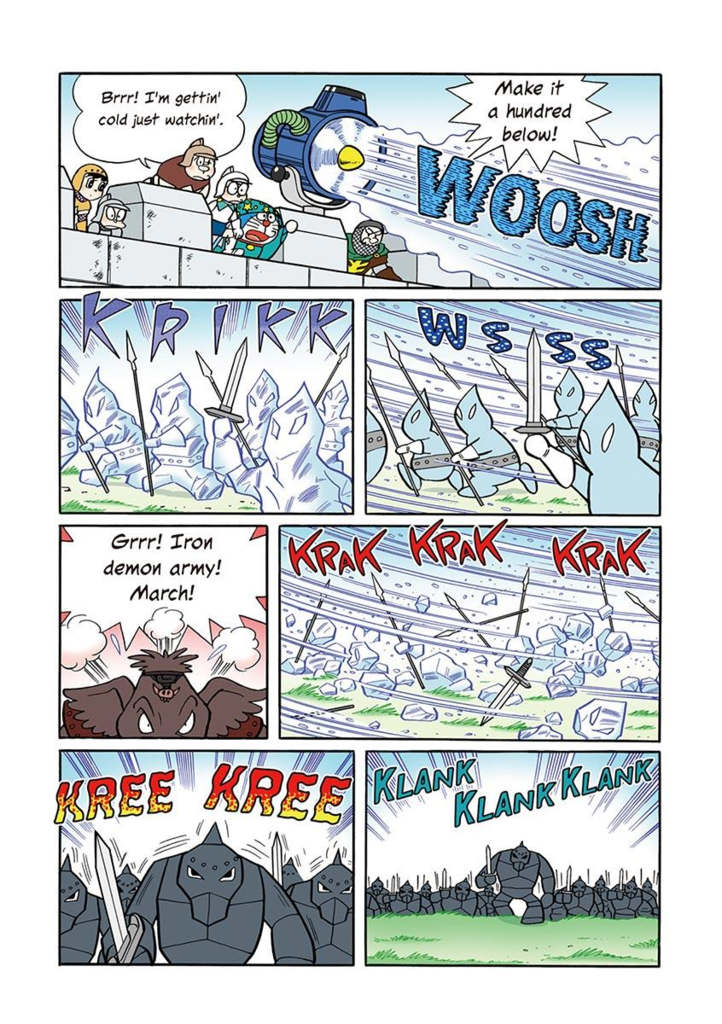 Make it
a hundred
below!
WOOSH
Brrr! I'm gettin'
cold just watchin'.
WSSSS
KRIKK
KRAK KRAK KRAK
Grrr! Iron
demon army!
March!
KLANK
KLANK KLANK
KREE KREE